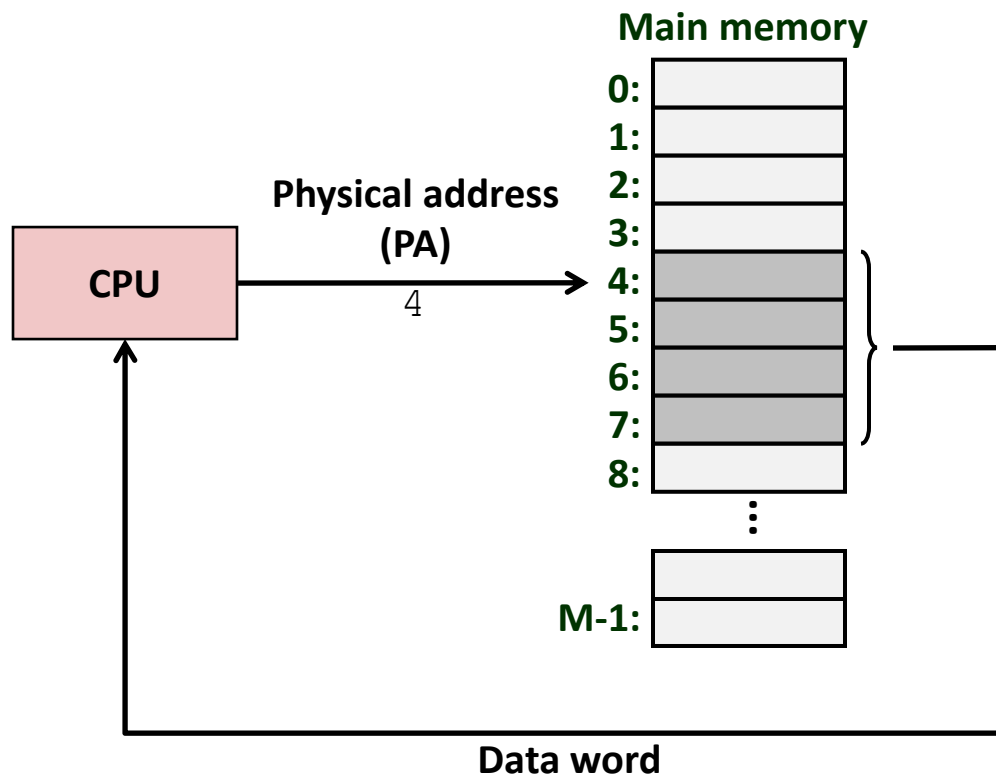 Main memory
0:
1:
2:
Physical address
(PA)
3:
CPU
4:
4
5:
6:
7:
8:
⋮
M-1:
Data word